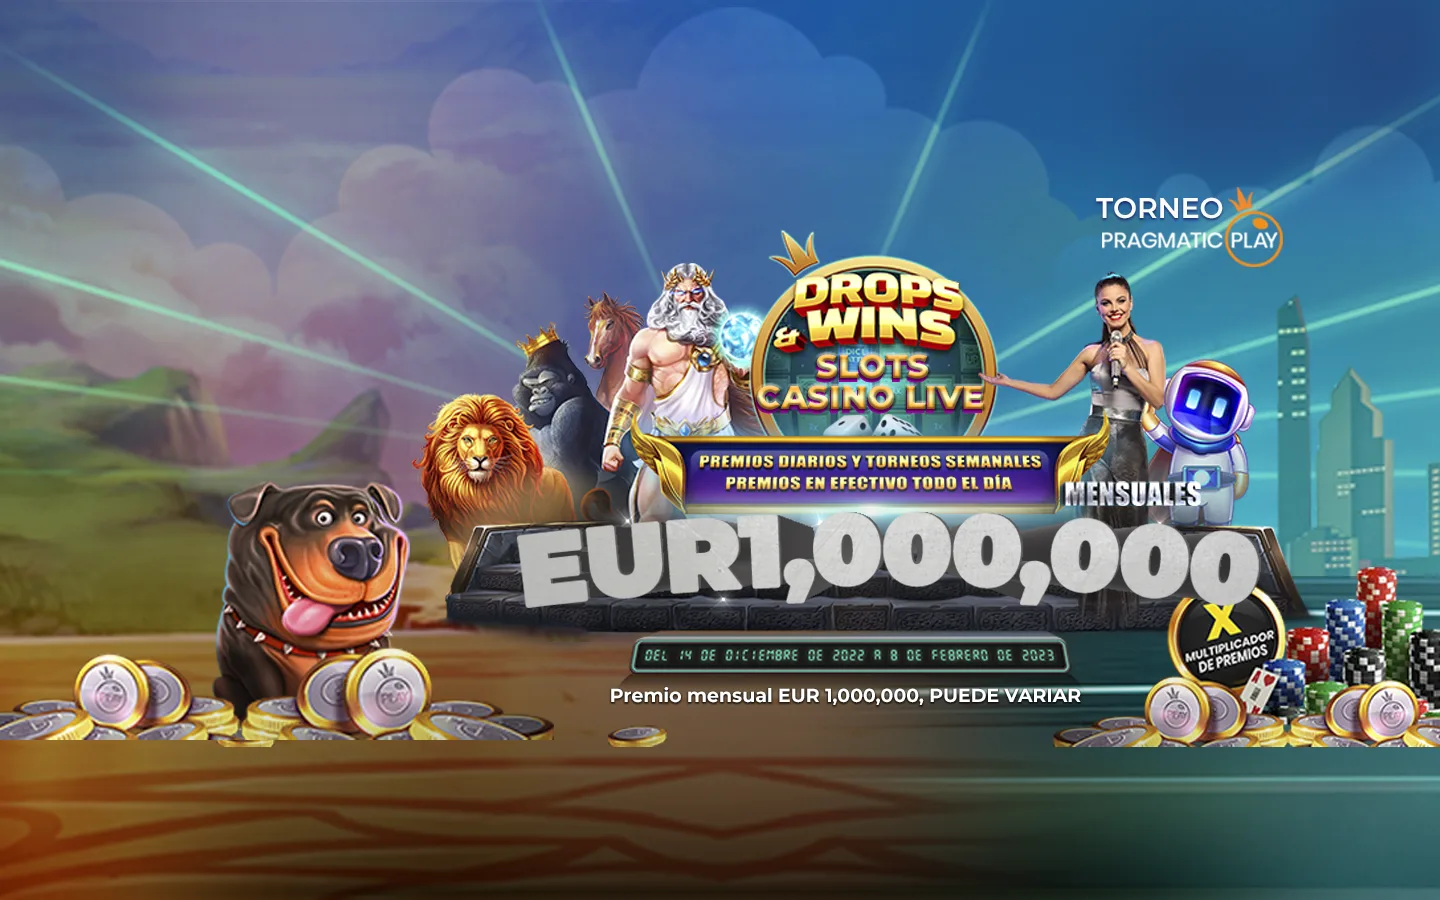 TORNEO
PRAGMATIC PLAY
DROPS
& WINS
SLOTS
CASINO LIVE
PREMIOS DIARIOS Y TORNEOS SEMANALES
PREMIOS EN EFECTIVO TODO EL DÍA
MENSUALES
EUR1,000,000
X
MULTIPLICADOR
DE PREMIOS
DEL 14 DE DICIEMBRE DE 2022 A 8 DE FEBRERO DE 2023
Premio mensual EUR 1,000,000, PUEDE VARIAR
PLAY
PLAY
A